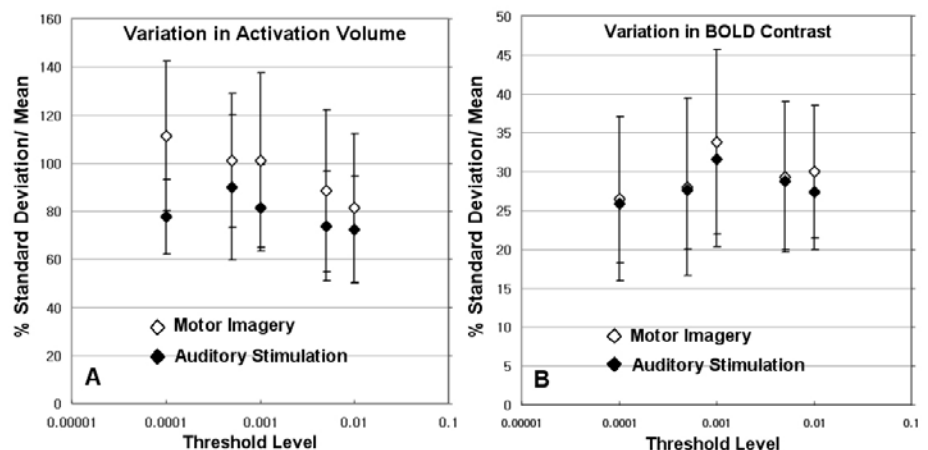 Variation in Activation Volume
% Standard Deviation/ Mean
160
140
120
100
80
60
40
20
0
Motor Imagery
Auditory Stimulation
A
0.00001 0.0001 0.001 0.01 0.1
Threshold Level
Variation in BOLD Contrast
% Standard Deviation/ Mean
50
45
40
35
30
25
20
15
10
5
0
Motor Imagery
Auditory Stimulation
B
0.00001 0.0001 0.001 0.01 0.1
Threshold Level